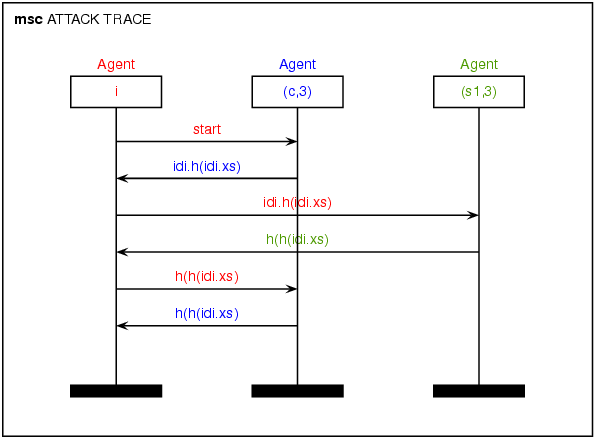 msc ATTACK TRACE
Agent Agent Agent
i (c,3) (s1,3)
start
idi.h(idi.xs)
idi.h(idi.xs)
h(h(idi.xs)
h(h(idi.xs)
h(h(idi.xs)